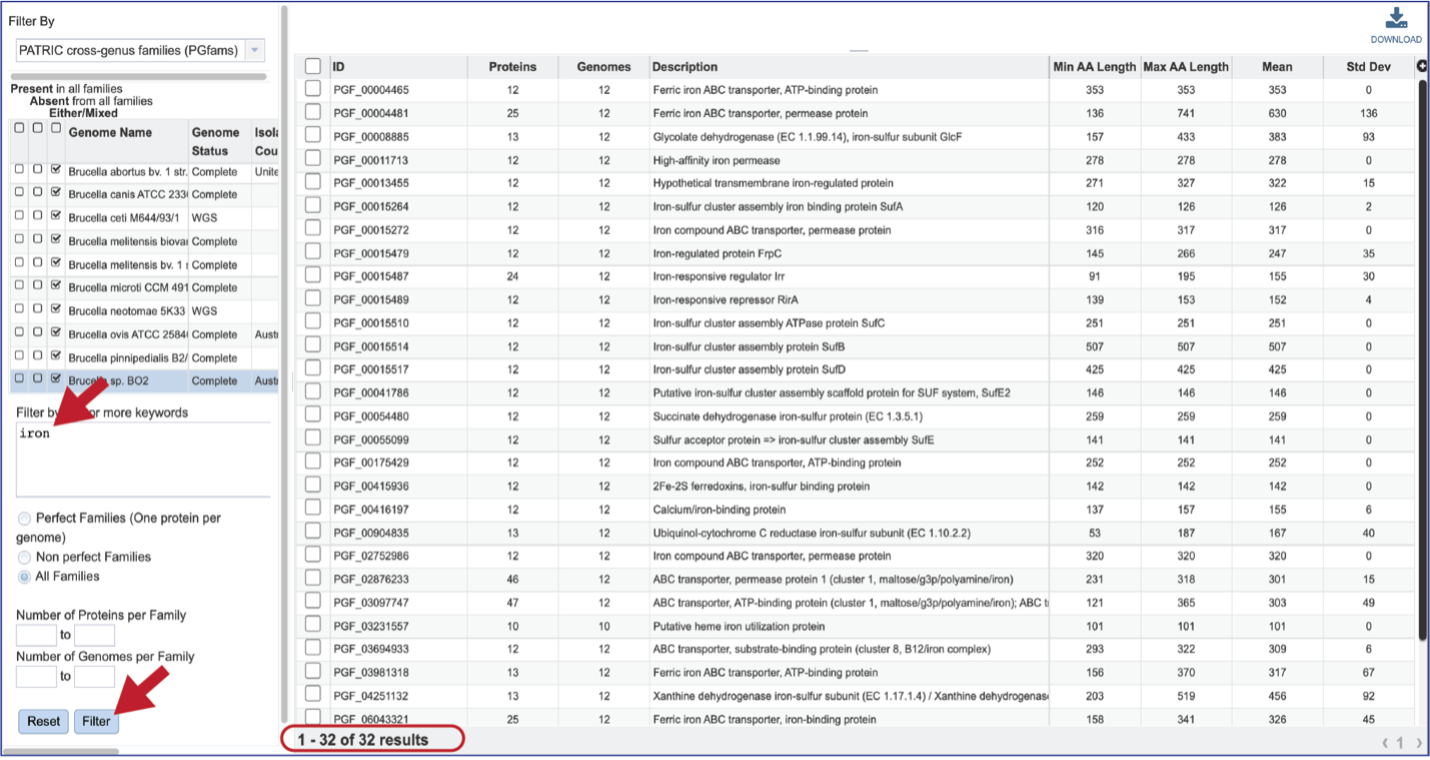 Filter By
DOWNLOAD
PATRIC cross-genus families (PGfams)
Present in all families
Absent from all families
Either/Mixed
Genome Name Genome Status Isola Cou
Brucella abortus bv. 1 str. Complete Unite
Brucella canis ATCC 233 Complete
Brucella ceti M644/93/1 WGS
Brucella melitensis biova Complete
Brucella melitensis bv. 1 Complete
Brucella microti CCM 491 Complete
Brucella neotomae 5K33 WGS
Brucella ovis ATCC 2584 Complete Austr
Brucella pinnipedialis B2/ Complete
sp. BO2 Complete Austr
Filter or more keywords
iron
Perfect Families (One protein per
genome)
Non perfect Families
All Families
Number of Proteins per Family
to
Number of Genomes per Family
to
Reset Filter
ID Proteins Genomes Description Min AA Length Max AA Length Mean Std Dev
PGF_00004465 12 12 Ferric iron ABC transporter, ATP-binding protein 353 353 353 0
PGF_00004481 25 12 Ferric iron ABC transporter, permease protein 136 741 630 136
PGF_00008885 13 12 Glycolate dehydrogenase (EC 1.1.99.14), iron-sulfur subunit GlcF 157 433 383 93
PGF_00011713 12 12 High-affinity iron permease 278 278 278 0
PGF_00013455 12 12 Hypothetical transmembrane iron-regulated protein 271 327 322 15
PGF_00015264 12 12 Iron-sulfur cluster assembly iron binding protein SufA 120 126 126 2
PGF_00015272 12 12 Iron compound ABC transporter, permease protein 316 317 317 0
PGF_00015479 12 12 Iron-regulated protein FrpC 145 266 247 35
PGF_00015487 24 12 Iron-responsive regulator Irr 91 195 155 30
PGF_00015489 12 12 Iron-responsive repressor RirA 139 153 152 4
PGF_00015510 12 12 Iron-sulfur cluster assembly ATPase protein SufC 251 251 251 0
PGF_00015514 12 12 Iron-sulfur cluster assembly protein SufB 507 507 507 0
PGF_00015517 12 12 Iron-sulfur cluster assembly protein SufD 425 425 425 0
PGF_00041786 12 12 Putative iron-sulfur cluster assembly scaffold protein for SUF system, SufE2 146 146 146 0
PGF_00054480 12 12 Succinate dehydrogenase iron-sulfur protein (EC 1.3.5.1) 259 259 259 0
PGF_00055099 12 12 Sulfur acceptor protein => iron-sulfur cluster assembly SufE 141 141 141 0
PGF_00175429 12 12 Iron compound ABC transporter, ATP-binding protein 252 252 252 0
PGF_00415936 12 12 2Fe-2S ferredoxins, iron-sulfur binding protein 142 142 142 0
PGF_00416197 12 12 Calcium/iron-binding protein 137 157 155 6
PGF_00904835 13 12 Ubiquinol-cytochrome C reductase iron-sulfur subunit (EC 1.10.2.2) 53 187 167 40
PGF_02752986 12 12 Iron compound ABC transporter, permease protein 320 320 320 0
PGF_02876233 46 12 ABC transporter, permease protein 1 (cluster 1, maltose/g3p/polyamine/iron) 231 318 301 15
PGF_03097747 47 12 ABC transporter, ATP-binding protein (cluster 1, maltose/g3p/polyamine/iron); ABC t 121 365 303 49
PGF_03231557 10 10 Putative heme iron utilization protein 101 101 101 0
PGF_03694933 12 12 ABC transporter, substrate-binding protein (cluster 8, B12/iron complex) 293 322 309 6
PGF_03981318 13 12 Ferric iron ABC transporter, ATP-binding protein 156 370 317 67
PGF_04251132 13 12 Xanthine dehydrogenase iron-sulfur subunit (EC 1.17.1.4) / Xanthine dehydrogenas 203 519 456 92
PGF_06043321 25 12 Ferric iron ABC transporter, iron-binding protein 158 341 326 45
1 - 32 of 32 results
1